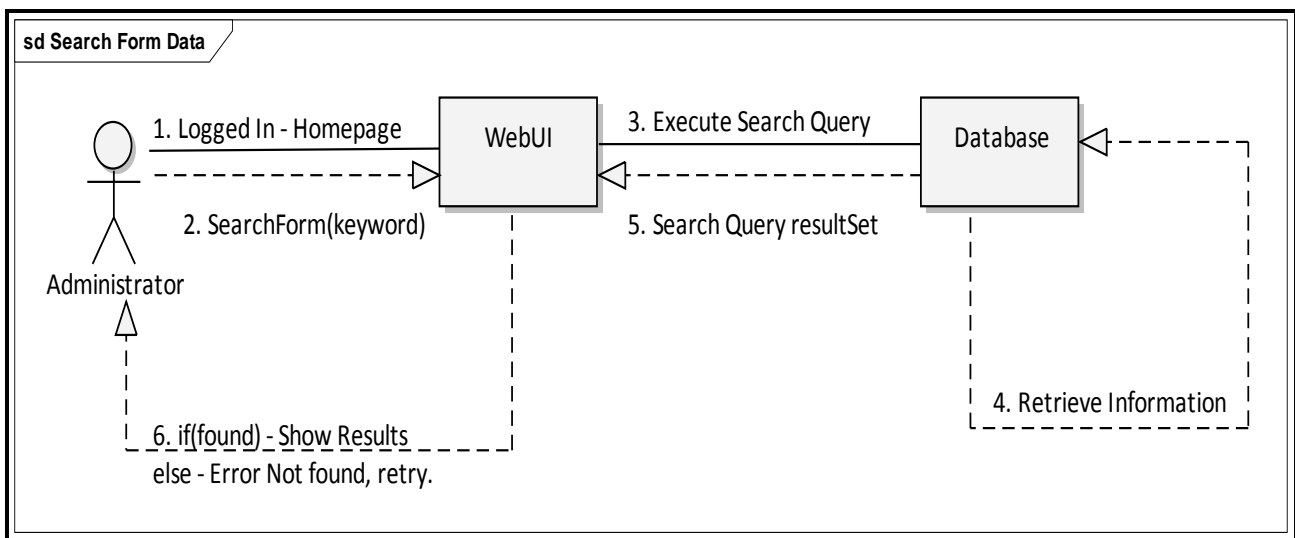 sd Search Form Data
1. Logged In - Homepage
WebUI
3. Execute Search Query
Database
2. SearchForm(keyword)
5. Search Query resultSet
Administrator
4. Retrieve Information
6. if(found) - Show Results
else - Error Not found, retry.